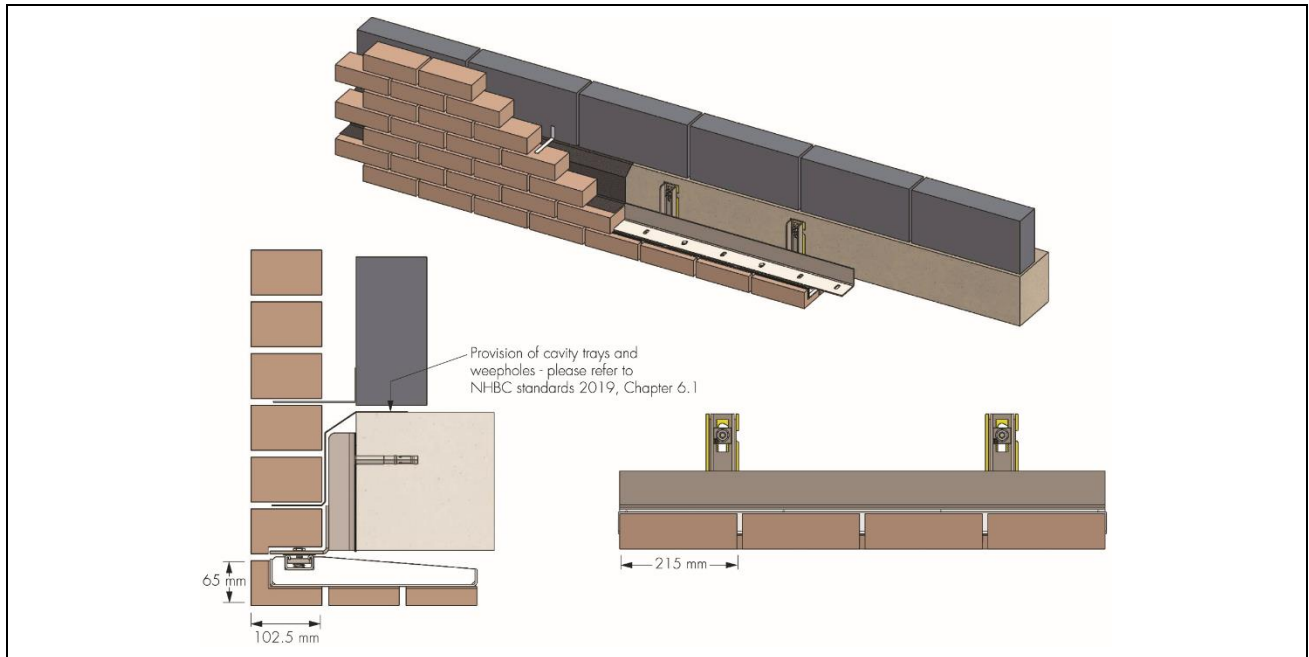 Provision of cavity trays and
weepholes - please refer to
NHBC standards 2019, Chapter 6.1
65 mm
102.5 mm
215 mm